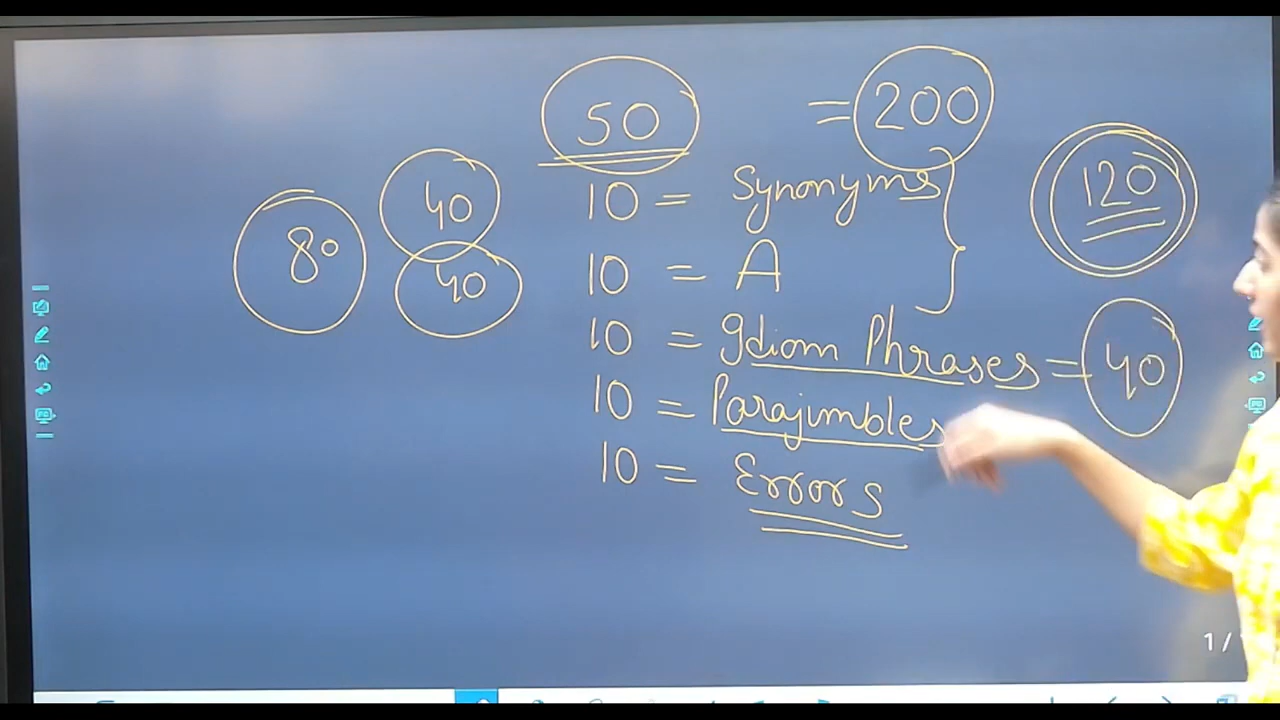 50 = 200
10 = Synonyms
120
40
80
10 = A
40
10 = Idiom Phrases = 40
10 = Parajumbles
10 = Errors
1 /